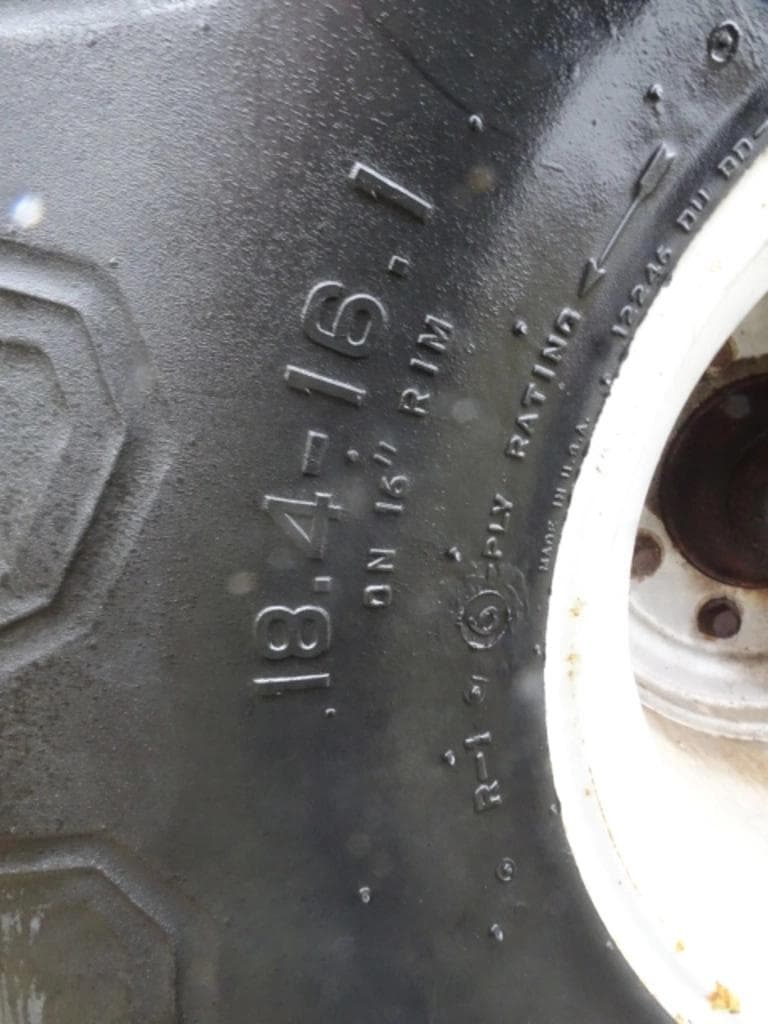 18.4-16.1
ON 16" RIM
R-1 6-PLY RATING
MADE IN U.S.A.